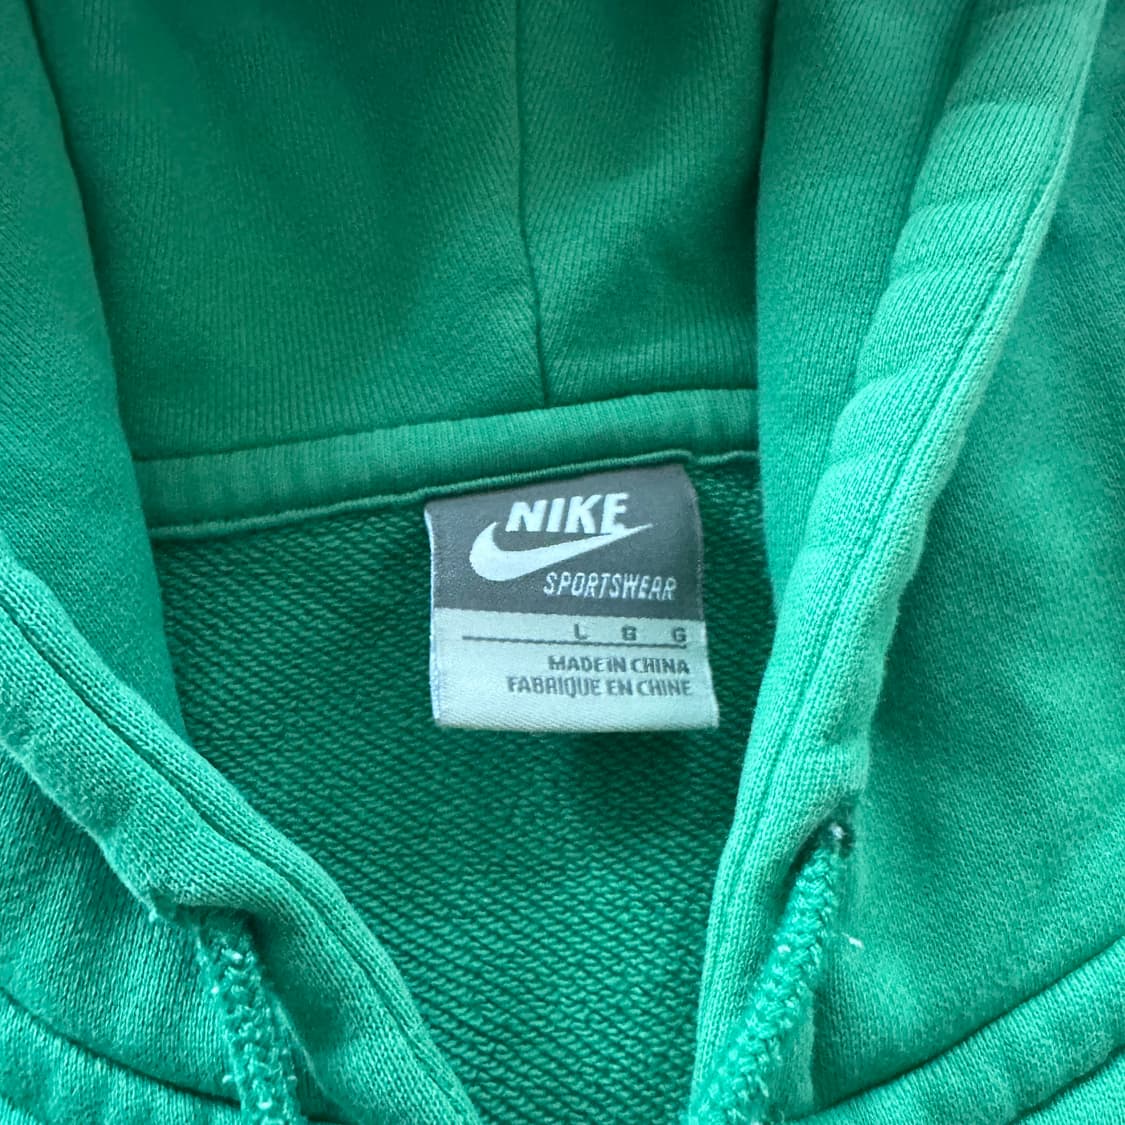 NIKE
SPORTSWEAR
L G G
MADE IN CHINA
FABRIQUE EN CHINE